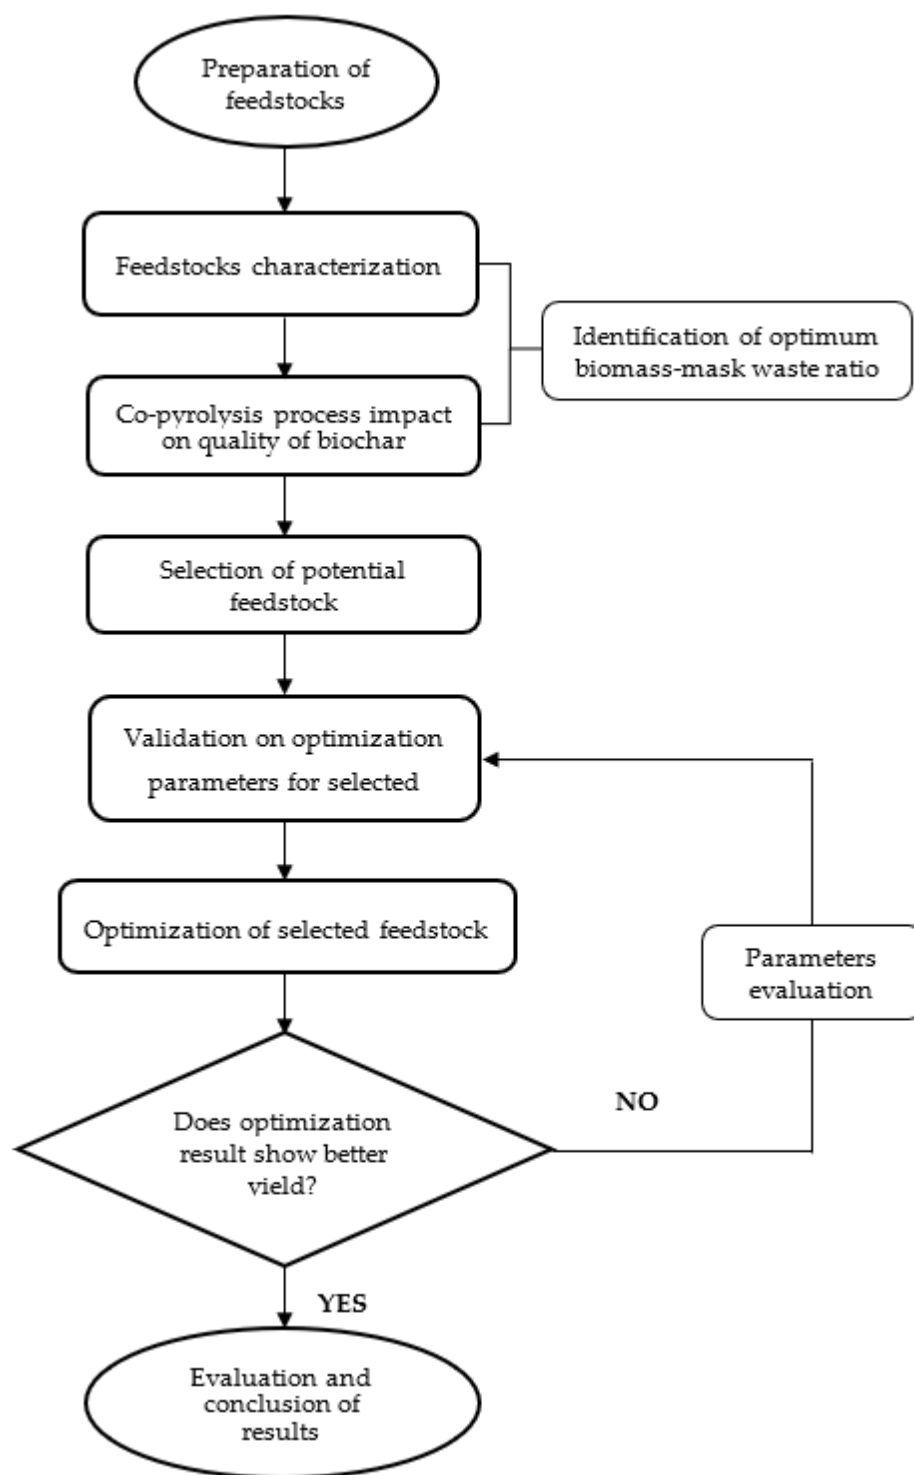 Preparation of
feedstocks
Feedstocks characterization
Identification of optimum
biomass-mask waste ratio
Co-pyrolysis process impact
on quality of biochar
Selection of potential
feedstock
Validation on optimization
parameters for selected
Optimization of selected feedstock
Parameters
evaluation
NO
Does optimization
result show better
yield?
YES
Evaluation and
conclusion of
results